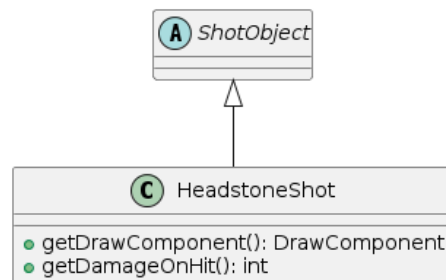 A ShotObject
C HeadstoneShot
getDrawComponent(): DrawComponent
getDamageOnHit(): int